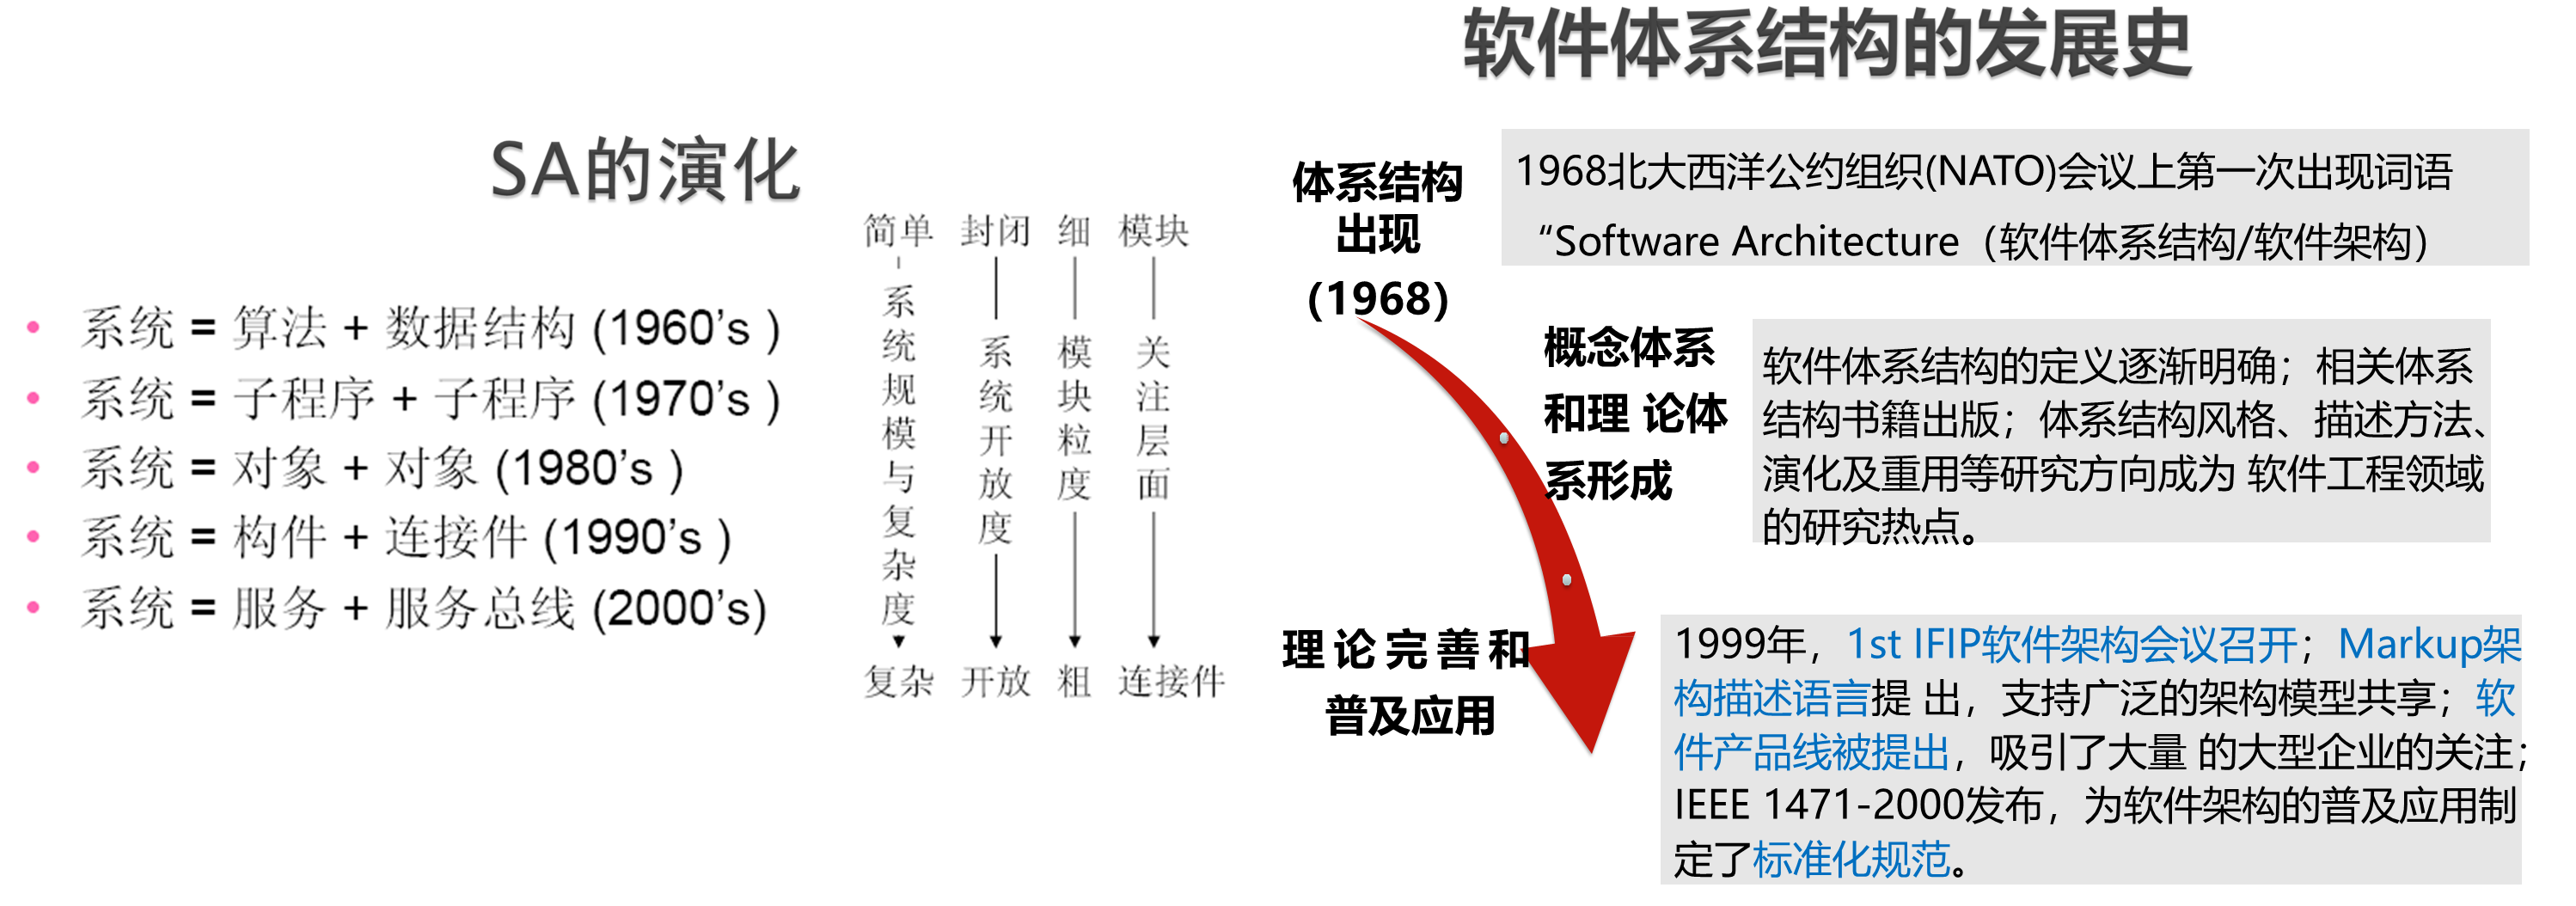 SA的演化
• 系统 = 算法 + 数据结构 (1960’s )
• 系统 = 子程序 + 子程序 (1970’s )
• 系统 = 对象 + 对象 (1980’s )
• 系统 = 构件 + 连接件 (1990’s )
• 系统 = 服务 + 服务总线 (2000’s)
简单 封闭 细 模块
系统规模与复杂度
系统开放度
模块粒度
关注层面
复杂 开放 粗 连接件
软件体系结构的发展史
体系结构
出现
(1968)
1968北大西洋公约组织(NATO)会议上第一次出现词语
“Software Architecture（软件体系结构/软件架构）
概念体系
和理 论体
系形成
软件体系结构的定义逐渐明确；相关体系
结构书籍出版；体系结构风格、描述方法、
演化及重用等研究方向成为 软件工程领域
的研究热点。
理论完善和
普及应用
1999年，1st IFIP软件架构会议召开；Markup架
构描述语言提 出，支持广泛的架构模型共享；软
件产品线被提出，吸引了大量 的大型企业的关注；
IEEE 1471-2000发布，为软件架构的普及应用制
定了标准化规范。